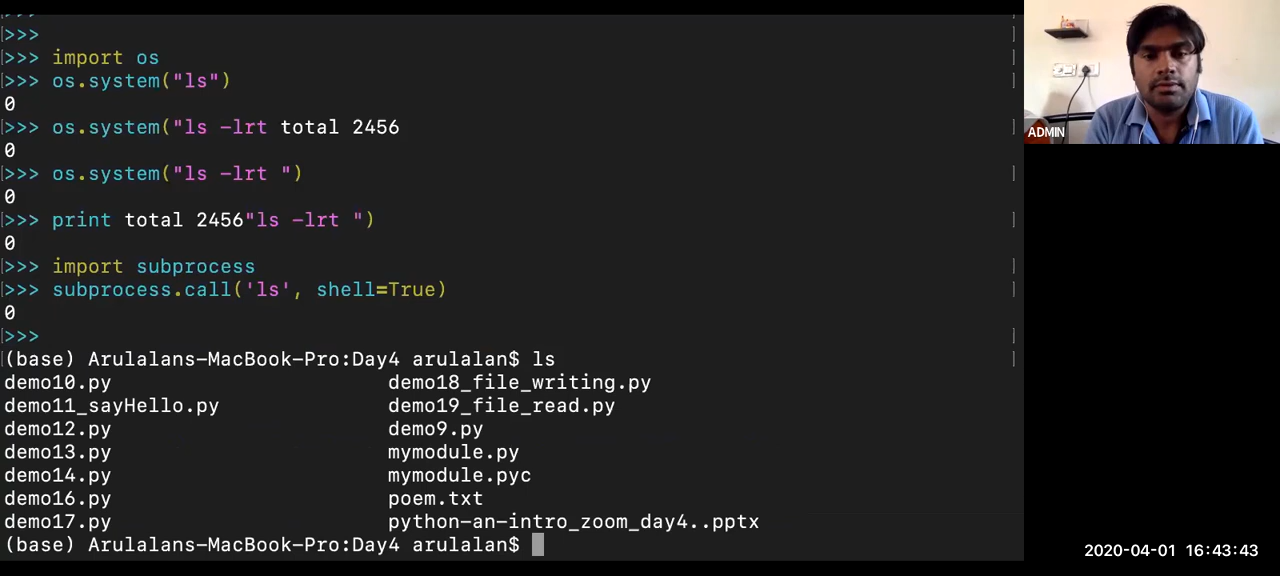 >>>
>>>
>>> import os
>>> os.system("ls")
0
>>> os.system("ls -lrt total 2456
0
>>> os.system("ls -lrt ")
0
>>> print total 2456"ls -lrt ")
0
>>> import subprocess
>>> subprocess.call('ls', shell=True)
0
>>>
(base) Arulalans-MacBook-Pro:Day4 arulalan$ ls
demo10.py demo18_file_writing.py
demo11_sayHello.py demo19_file_read.py
demo12.py demo9.py
demo13.py mymodule.py
demo14.py mymodule.pyc
demo16.py poem.txt
demo17.py python-an-intro_zoom_day4..pptx
(base) Arulalans-MacBook-Pro:Day4 arulalan$
ADMIN
2020-04-01 16:43:43